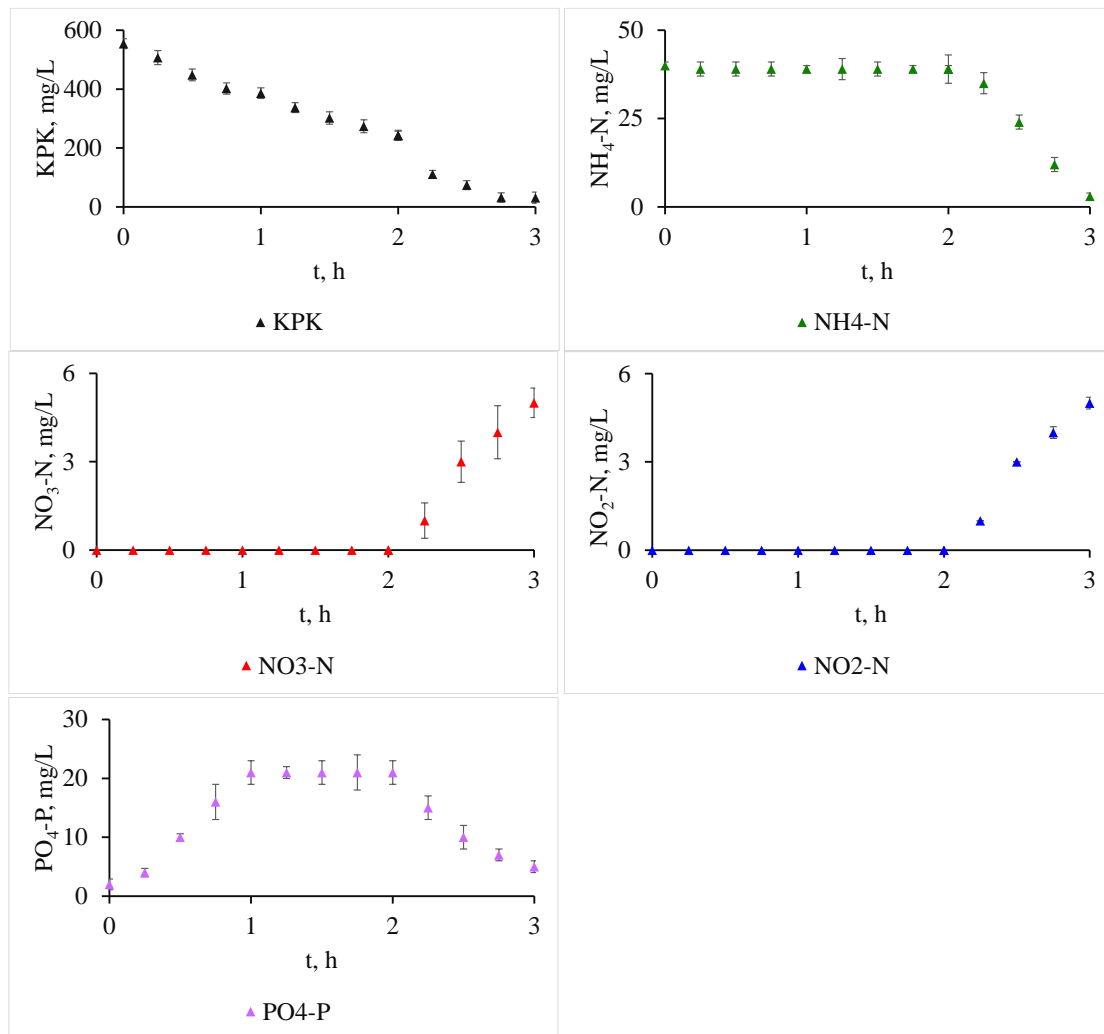 600
400
200
0
KPK, mg/L
0 1 2 3
t, h
KPK
50
25
0
NH₄-N, mg/L
0 1 2 3
t, h
NH4-N
6
3
0
NO₃-N, mg/L
0 1 2 3
t, h
NO3-N
6
3
0
NO₂-N, mg/L
0 1 2 3
t, h
NO2-N
30
20
10
0
PO₄-P, mg/L
0 1 2 3
t, h
PO4-P